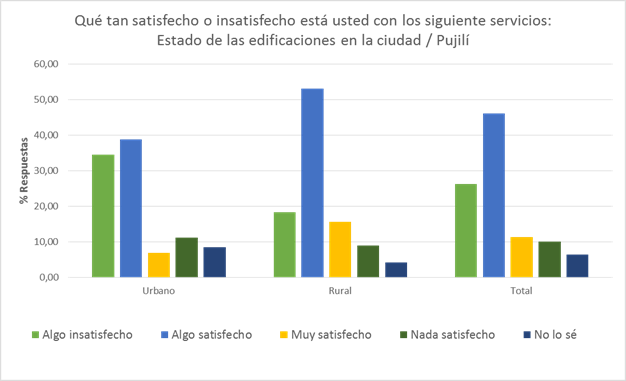 Qué tan satisfecho o insatisfecho está usted con los siguiente servicios:
Estado de las edificaciones en la ciudad / Pujilí
60,00
50,00
40,00
30,00
20,00
10,00
0,00
% Respuestas
Urbano Rural Total
Algo insatisfecho Algo satisfecho Muy satisfecho Nada satisfecho No lo sé